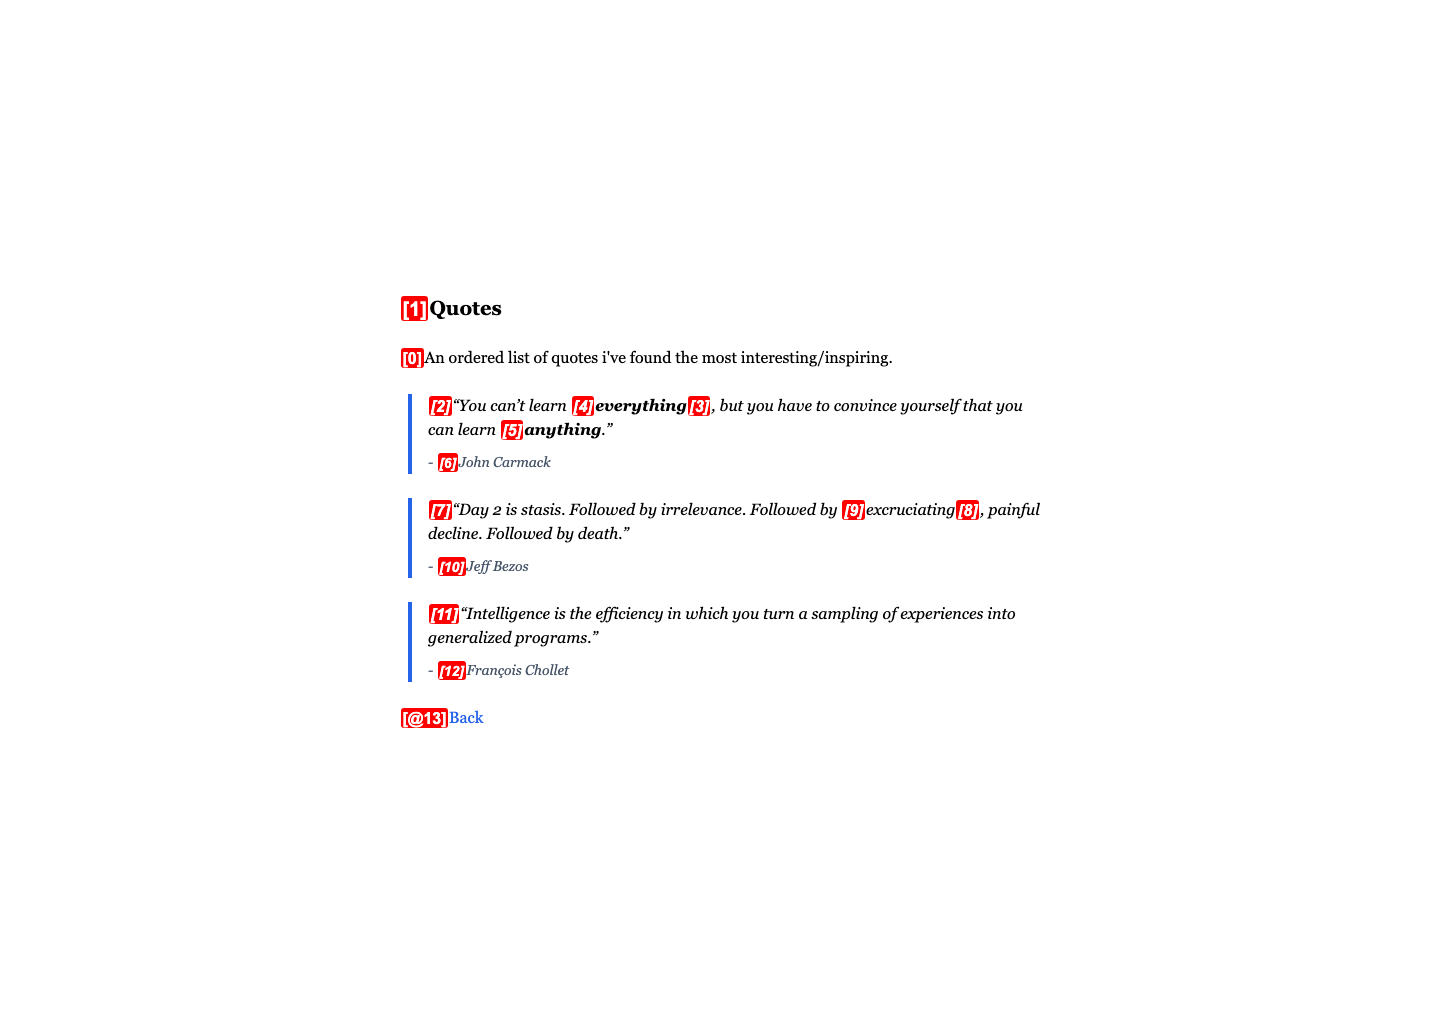 [1]Quotes
[0]An ordered list of quotes i've found the most interesting/inspiring.
[2]“You can’t learn [4]everything[3], but you have to convince yourself that you
can learn [5]anything.”
- [6]John Carmack
[7]“Day 2 is stasis. Followed by irrelevance. Followed by [9]excruciating[8], painful
decline. Followed by death.”
- [10]Jeff Bezos
[11]“Intelligence is the efficiency in which you turn a sampling of experiences into
generalized programs.”
- [12]François Chollet
[@13]Back